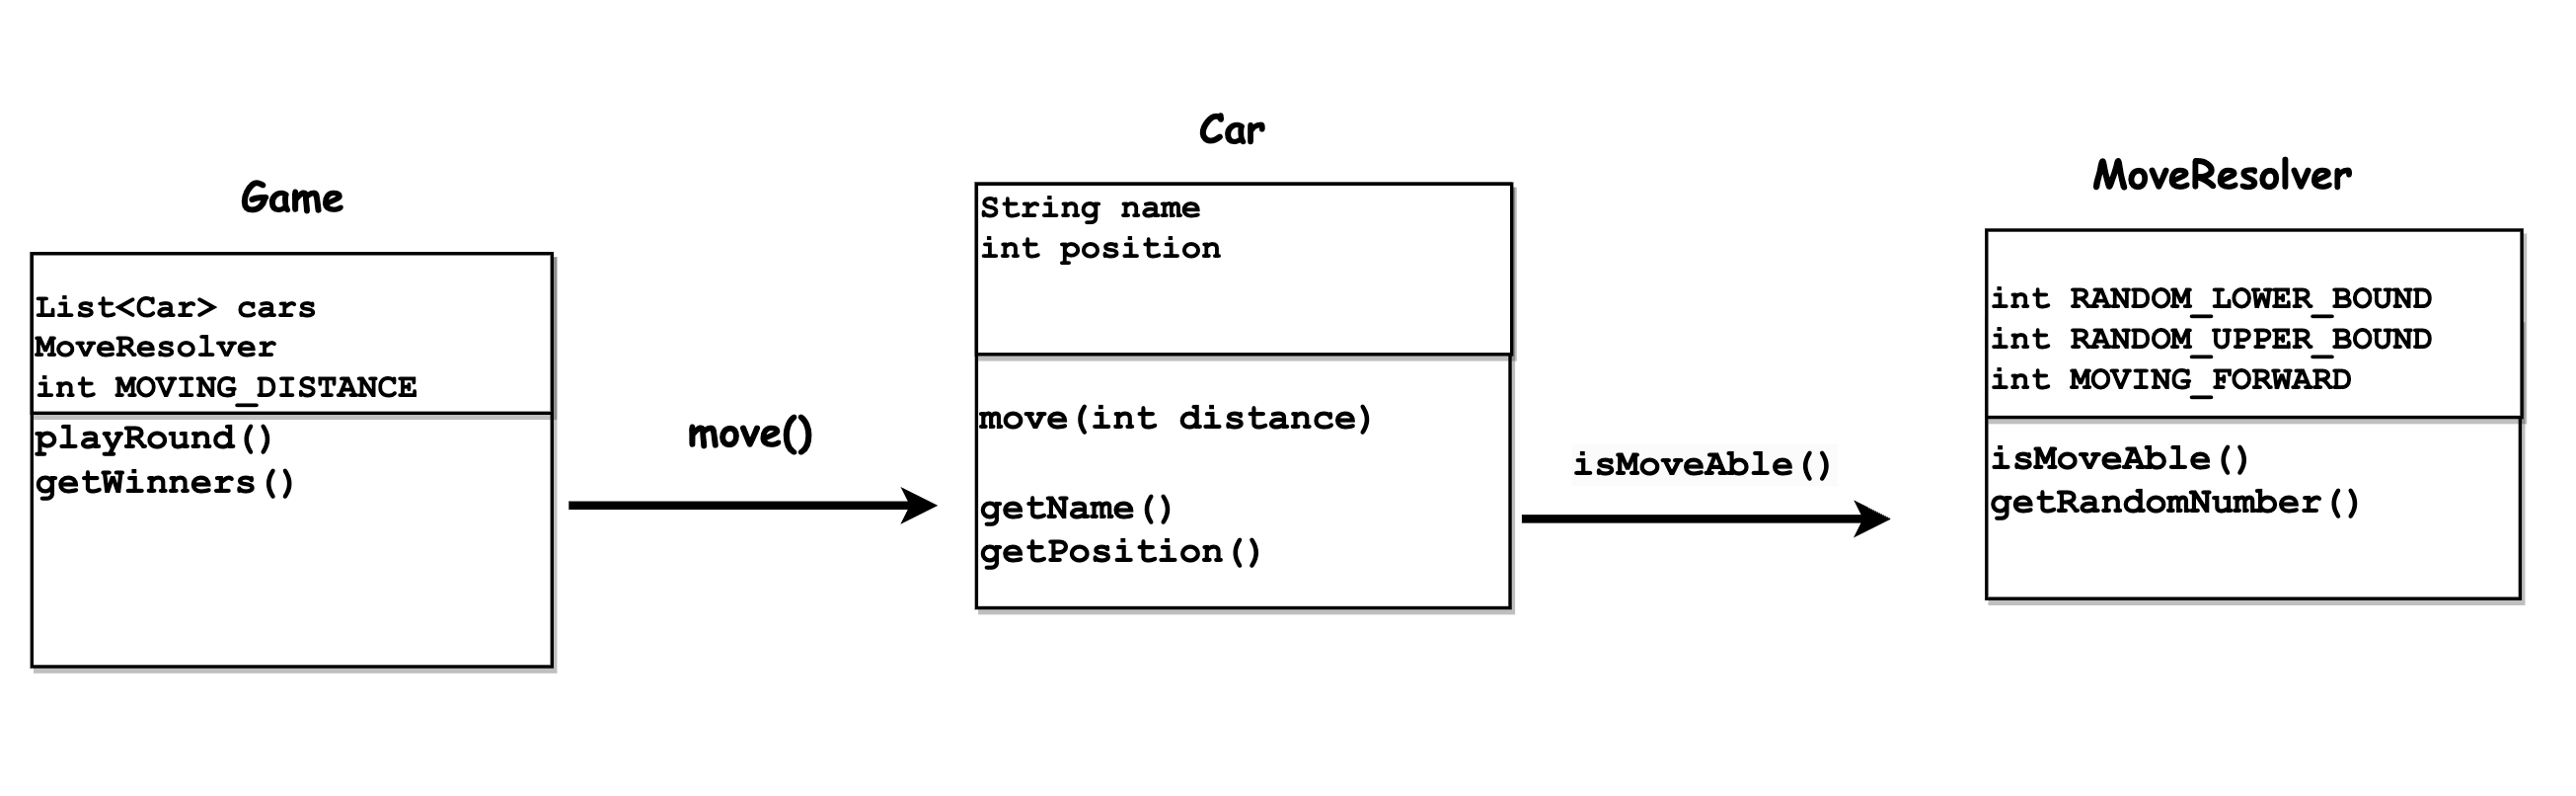 Game
List<Car> cars
MoveResolver
int MOVING_DISTANCE
playRound()
getWinners()
move()
Car
String name
int position
move(int distance)
getName()
getPosition()
isMoveAble()
MoveResolver
int RANDOM_LOWER_BOUND
int RANDOM_UPPER_BOUND
int MOVING_FORWARD
isMoveAble()
getRandomNumber()